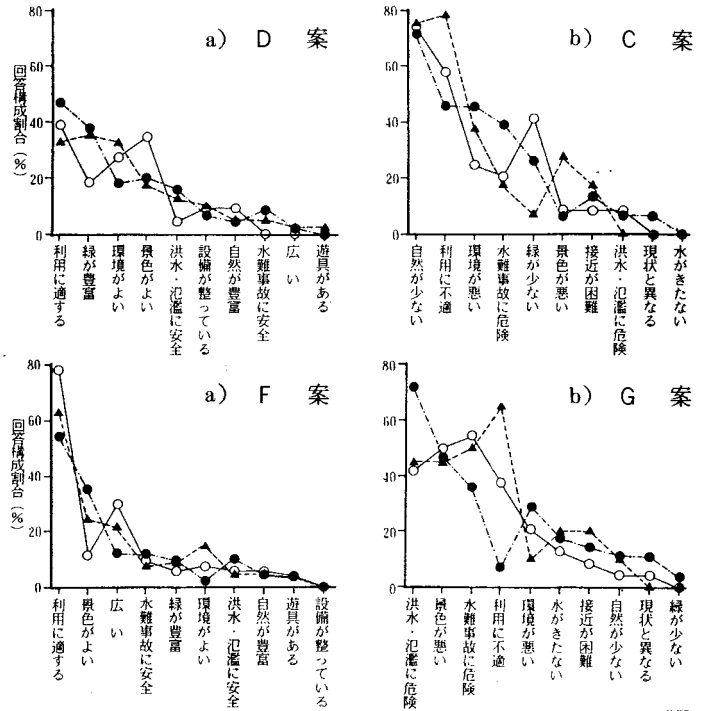 a) D 案
回答構成割合(%)
80
60
40
20
0
利用に適する
緑が豊富
環境がよい
景色がよい
洪水・氾濫に安全
設備が整っている
自然が豊富
水難事故に安全
広い
遊具がある
b) C 案
80
60
40
20
0
自然が少ない
利用に不適
環境が悪い
水難事故に危険
緑が少ない
景色が悪い
接近が困難
洪水・氾濫に危険
現状と異なる
水がきたない
a) F 案
回答構成割合(%)
80
60
40
20
0
利用に適する
景色がよい
広い
水難事故に安全
緑が豊富
環境がよい
洪水・氾濫に安全
自然が豊富
遊具がある
設備が整っている
b) G 案
80
60
40
20
0
洪水・氾濫に危険
景色が悪い
水難事故に危険
利用に不適
環境が悪い
水がきたない
接近が困難
自然が少ない
現状と異なる
緑が少ない